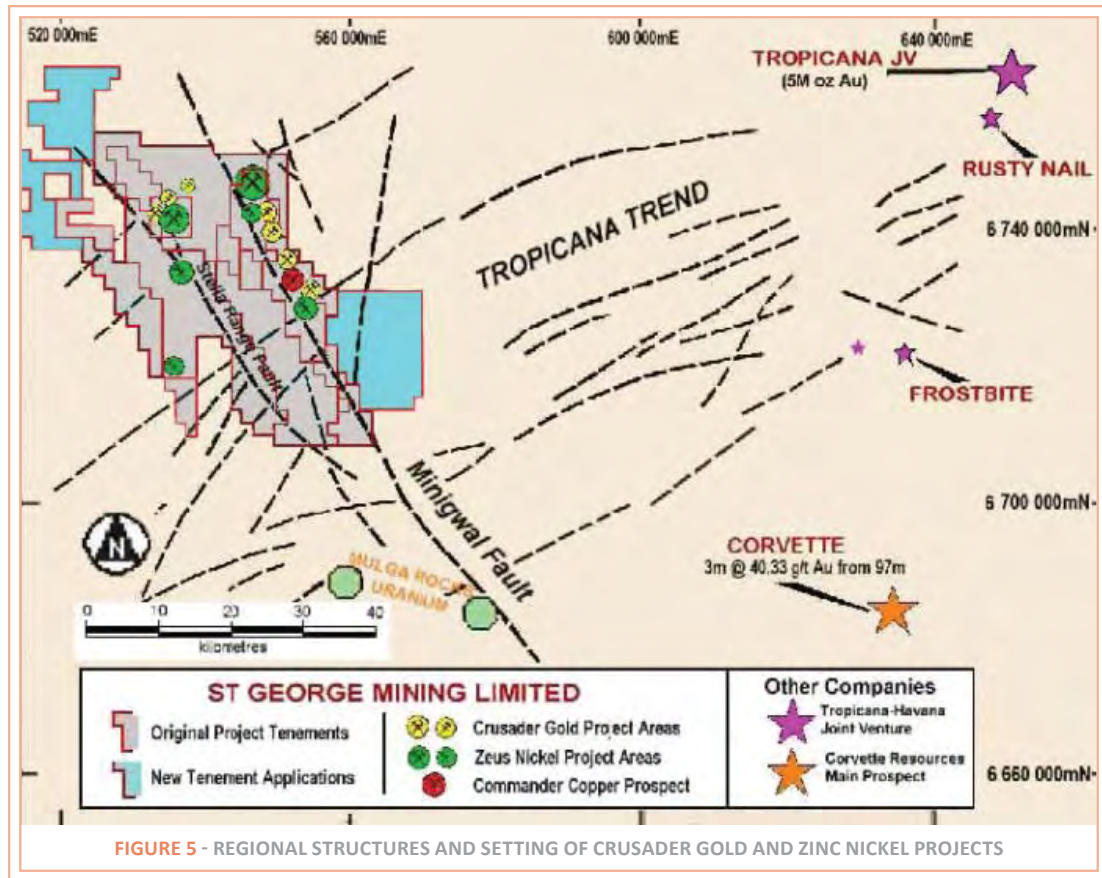 520 000mE
560 000mE
600 000mE
640 000mE
TROPICANA JV
(5M oz Au)
RUSTY NAIL
TROPICANA TREND
6 740 000mN
Stella Range Fault
FROSTBITE
Minigwal Fault
6 700 000mN
N
CORVETTE
3m @ 40.33 g/t Au from 97m
MULGA ROCKS
URANIUM
0 10 20 30 40
kilometres
ST GEORGE MINING LIMITED
Original Project Tenements
New Tenement Applications
Crusader Gold Project Areas
Zeus Nickel Project Areas
Commander Copper Prospect
Other Companies
Tropicana-Havana
Joint Venture
Corvette Resources
Main Prospect
6 660 000mN
FIGURE 5 - REGIONAL STRUCTURES AND SETTING OF CRUSADER GOLD AND ZINC NICKEL PROJECTS